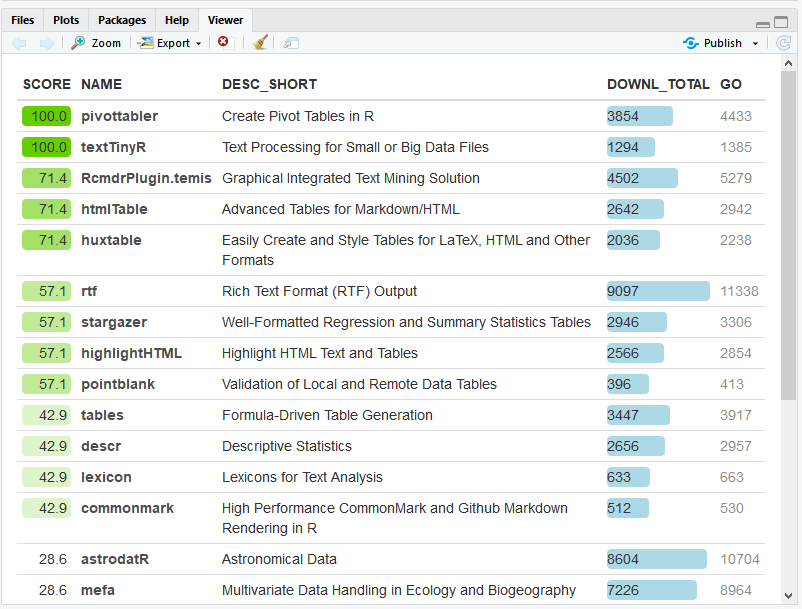 Files Plots Packages Help Viewer
Zoom Export Publish
SCORE NAME DESC_SHORT DOWNL_TOTAL GO
100.0 pivottabler Create Pivot Tables in R 3854 4433
100.0 textTinyR Text Processing for Small or Big Data Files 1294 1385
71.4 RcmdrPlugin.temis Graphical Integrated Text Mining Solution 4502 5279
71.4 htmlTable Advanced Tables for Markdown/HTML 2642 2942
71.4 huxtable Easily Create and Style Tables for LaTeX, HTML and Other 2036 2238
Formats
57.1 rtf Rich Text Format (RTF) Output 9097 11338
57.1 stargazer Well-Formatted Regression and Summary Statistics Tables 2946 3306
57.1 highlightHTML Highlight HTML Text and Tables 2566 2854
57.1 pointblank Validation of Local and Remote Data Tables 396 413
42.9 tables Formula-Driven Table Generation 3447 3917
42.9 descr Descriptive Statistics 2656 2957
42.9 lexicon Lexicons for Text Analysis 633 663
42.9 commonmark High Performance CommonMark and Github Markdown 512 530
Rendering in R
28.6 astrodatR Astronomical Data 8604 10704
28.6 mefa Multivariate Data Handling in Ecology and Biogeography 7226 8964